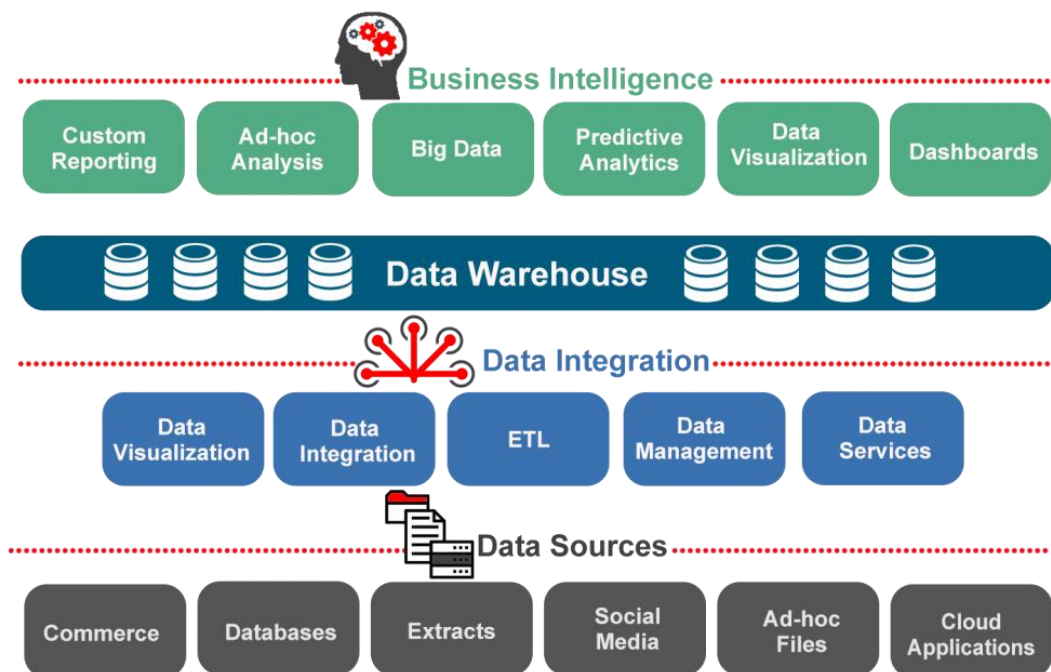 Business Intelligence
Custom
Reporting
Ad-hoc
Analysis
Big Data
Predictive
Analytics
Data
Visualization
Dashboards
Data Warehouse
Data Integration
Data
Visualization
Data
Integration
ETL
Data
Management
Data
Services
Data Sources
Commerce
Databases
Extracts
Social
Media
Ad-hoc
Files
Cloud
Applications